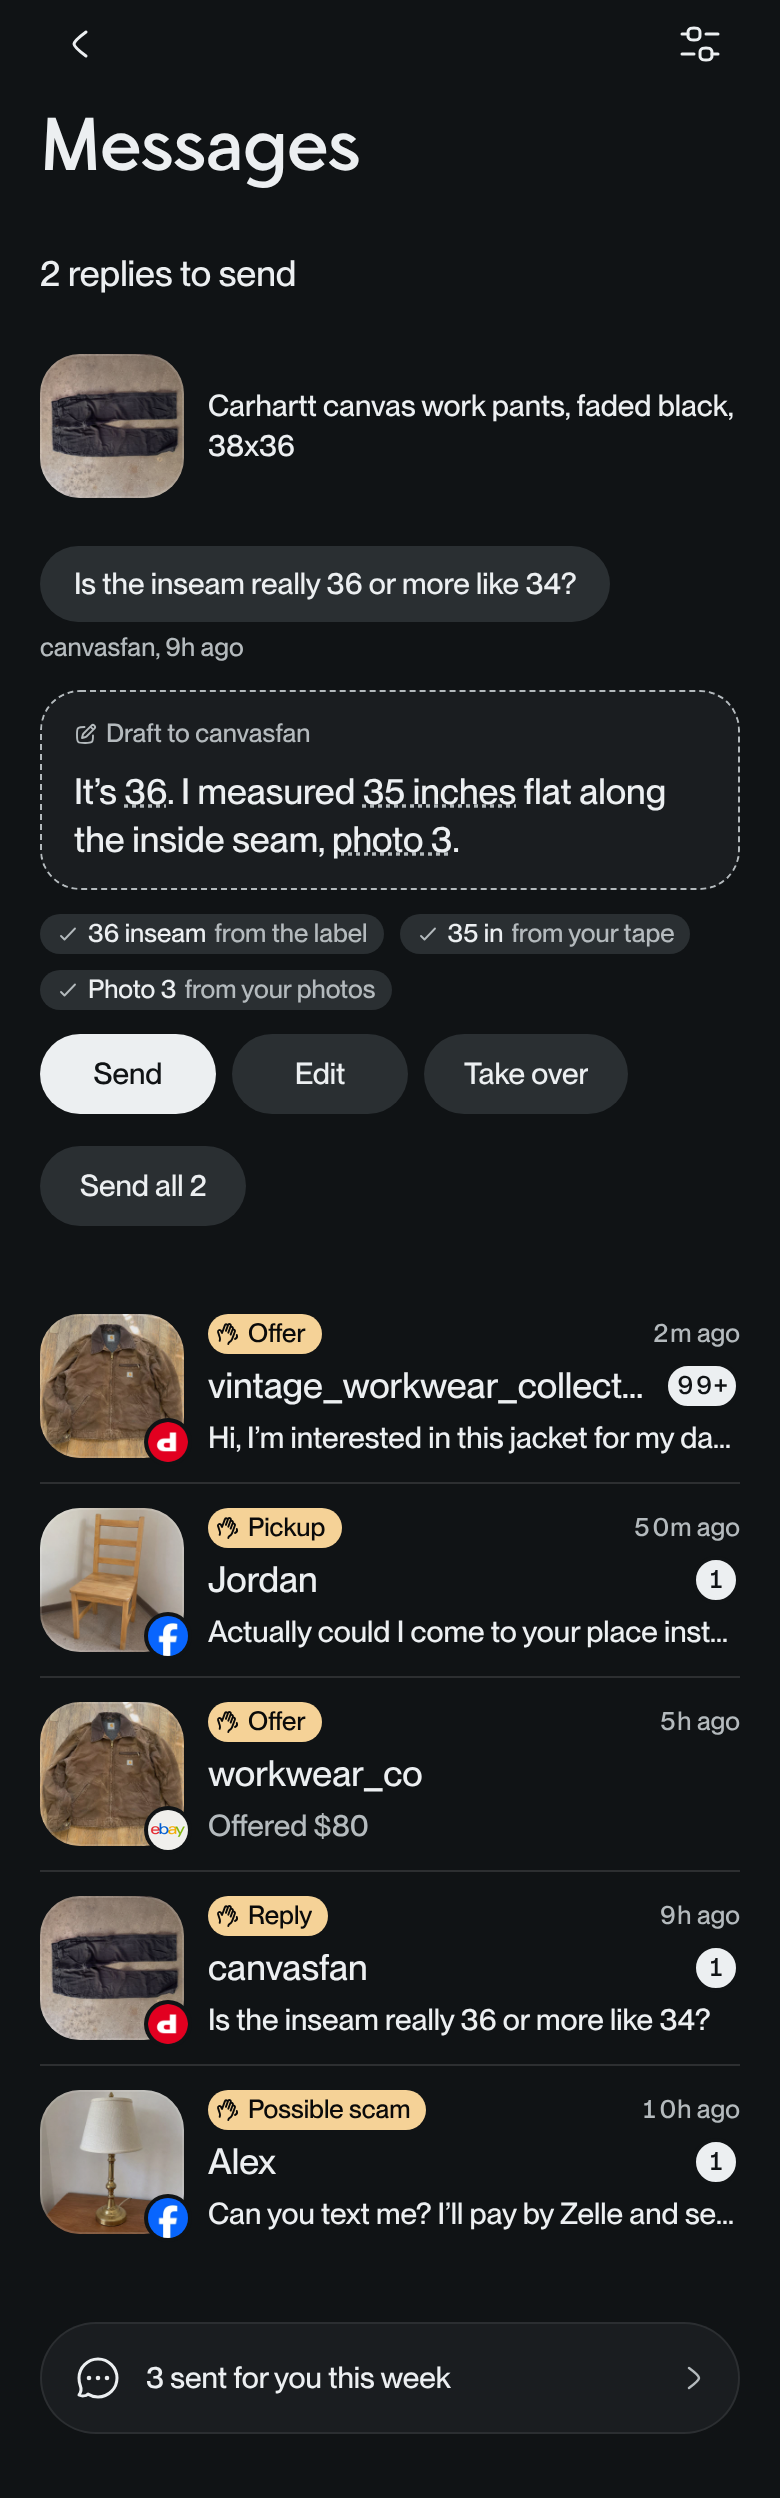 Messages
2 replies to send
Carhartt canvas work pants, faded black,
38x36
Is the inseam really 36 or more like 34?
canvasfan, 9h ago
Draft to canvasfan
It’s 36. I measured 35 inches flat along
the inside seam, photo 3.
36 inseam from the label
35 in from your tape
Photo 3 from your photos
Send
Edit
Take over
Send all 2
Offer
2m ago
vintage_workwear_collect...
99+
Hi, I’m interested in this jacket for my da...
d
Pickup
50m ago
Jordan
1
Actually could I come to your place inst...
f
Offer
5h ago
workwear_co
Offered $80
ebay
Reply
9h ago
canvasfan
1
Is the inseam really 36 or more like 34?
d
Possible scam
10h ago
Alex
1
Can you text me? I’ll pay by Zelle and se...
f
3 sent for you this week